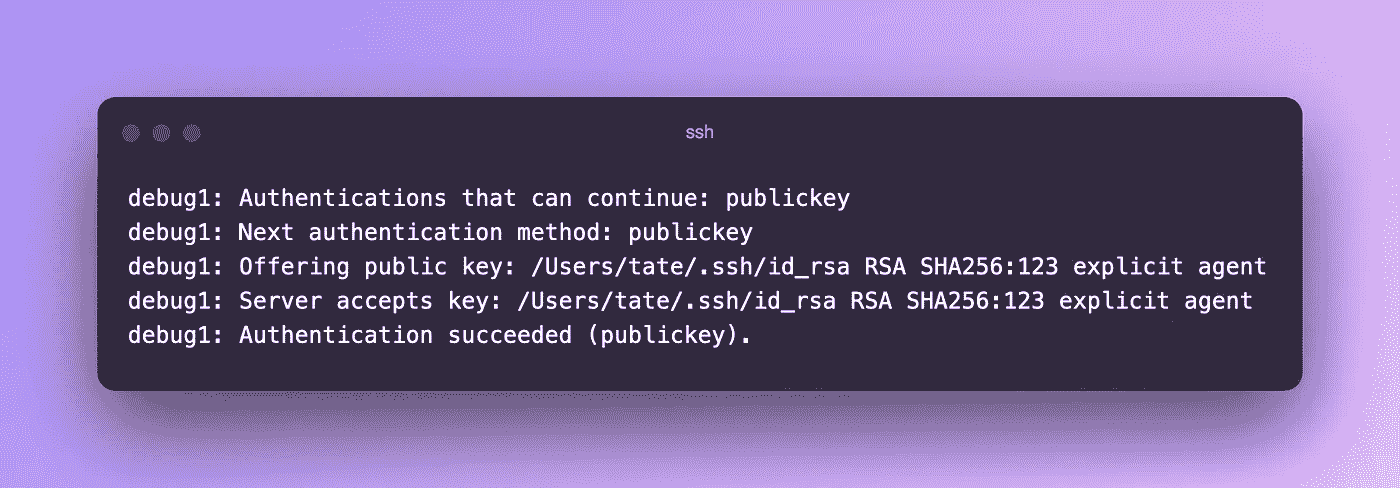 ssh
debug1: Authentications that can continue: publickey
debug1: Next authentication method: publickey
debug1: Offering public key: /Users/tate/.ssh/id_rsa RSA SHA256:123 explicit agent
debug1: Server accepts key: /Users/tate/.ssh/id_rsa RSA SHA256:123 explicit agent
debug1: Authentication succeeded (publickey).